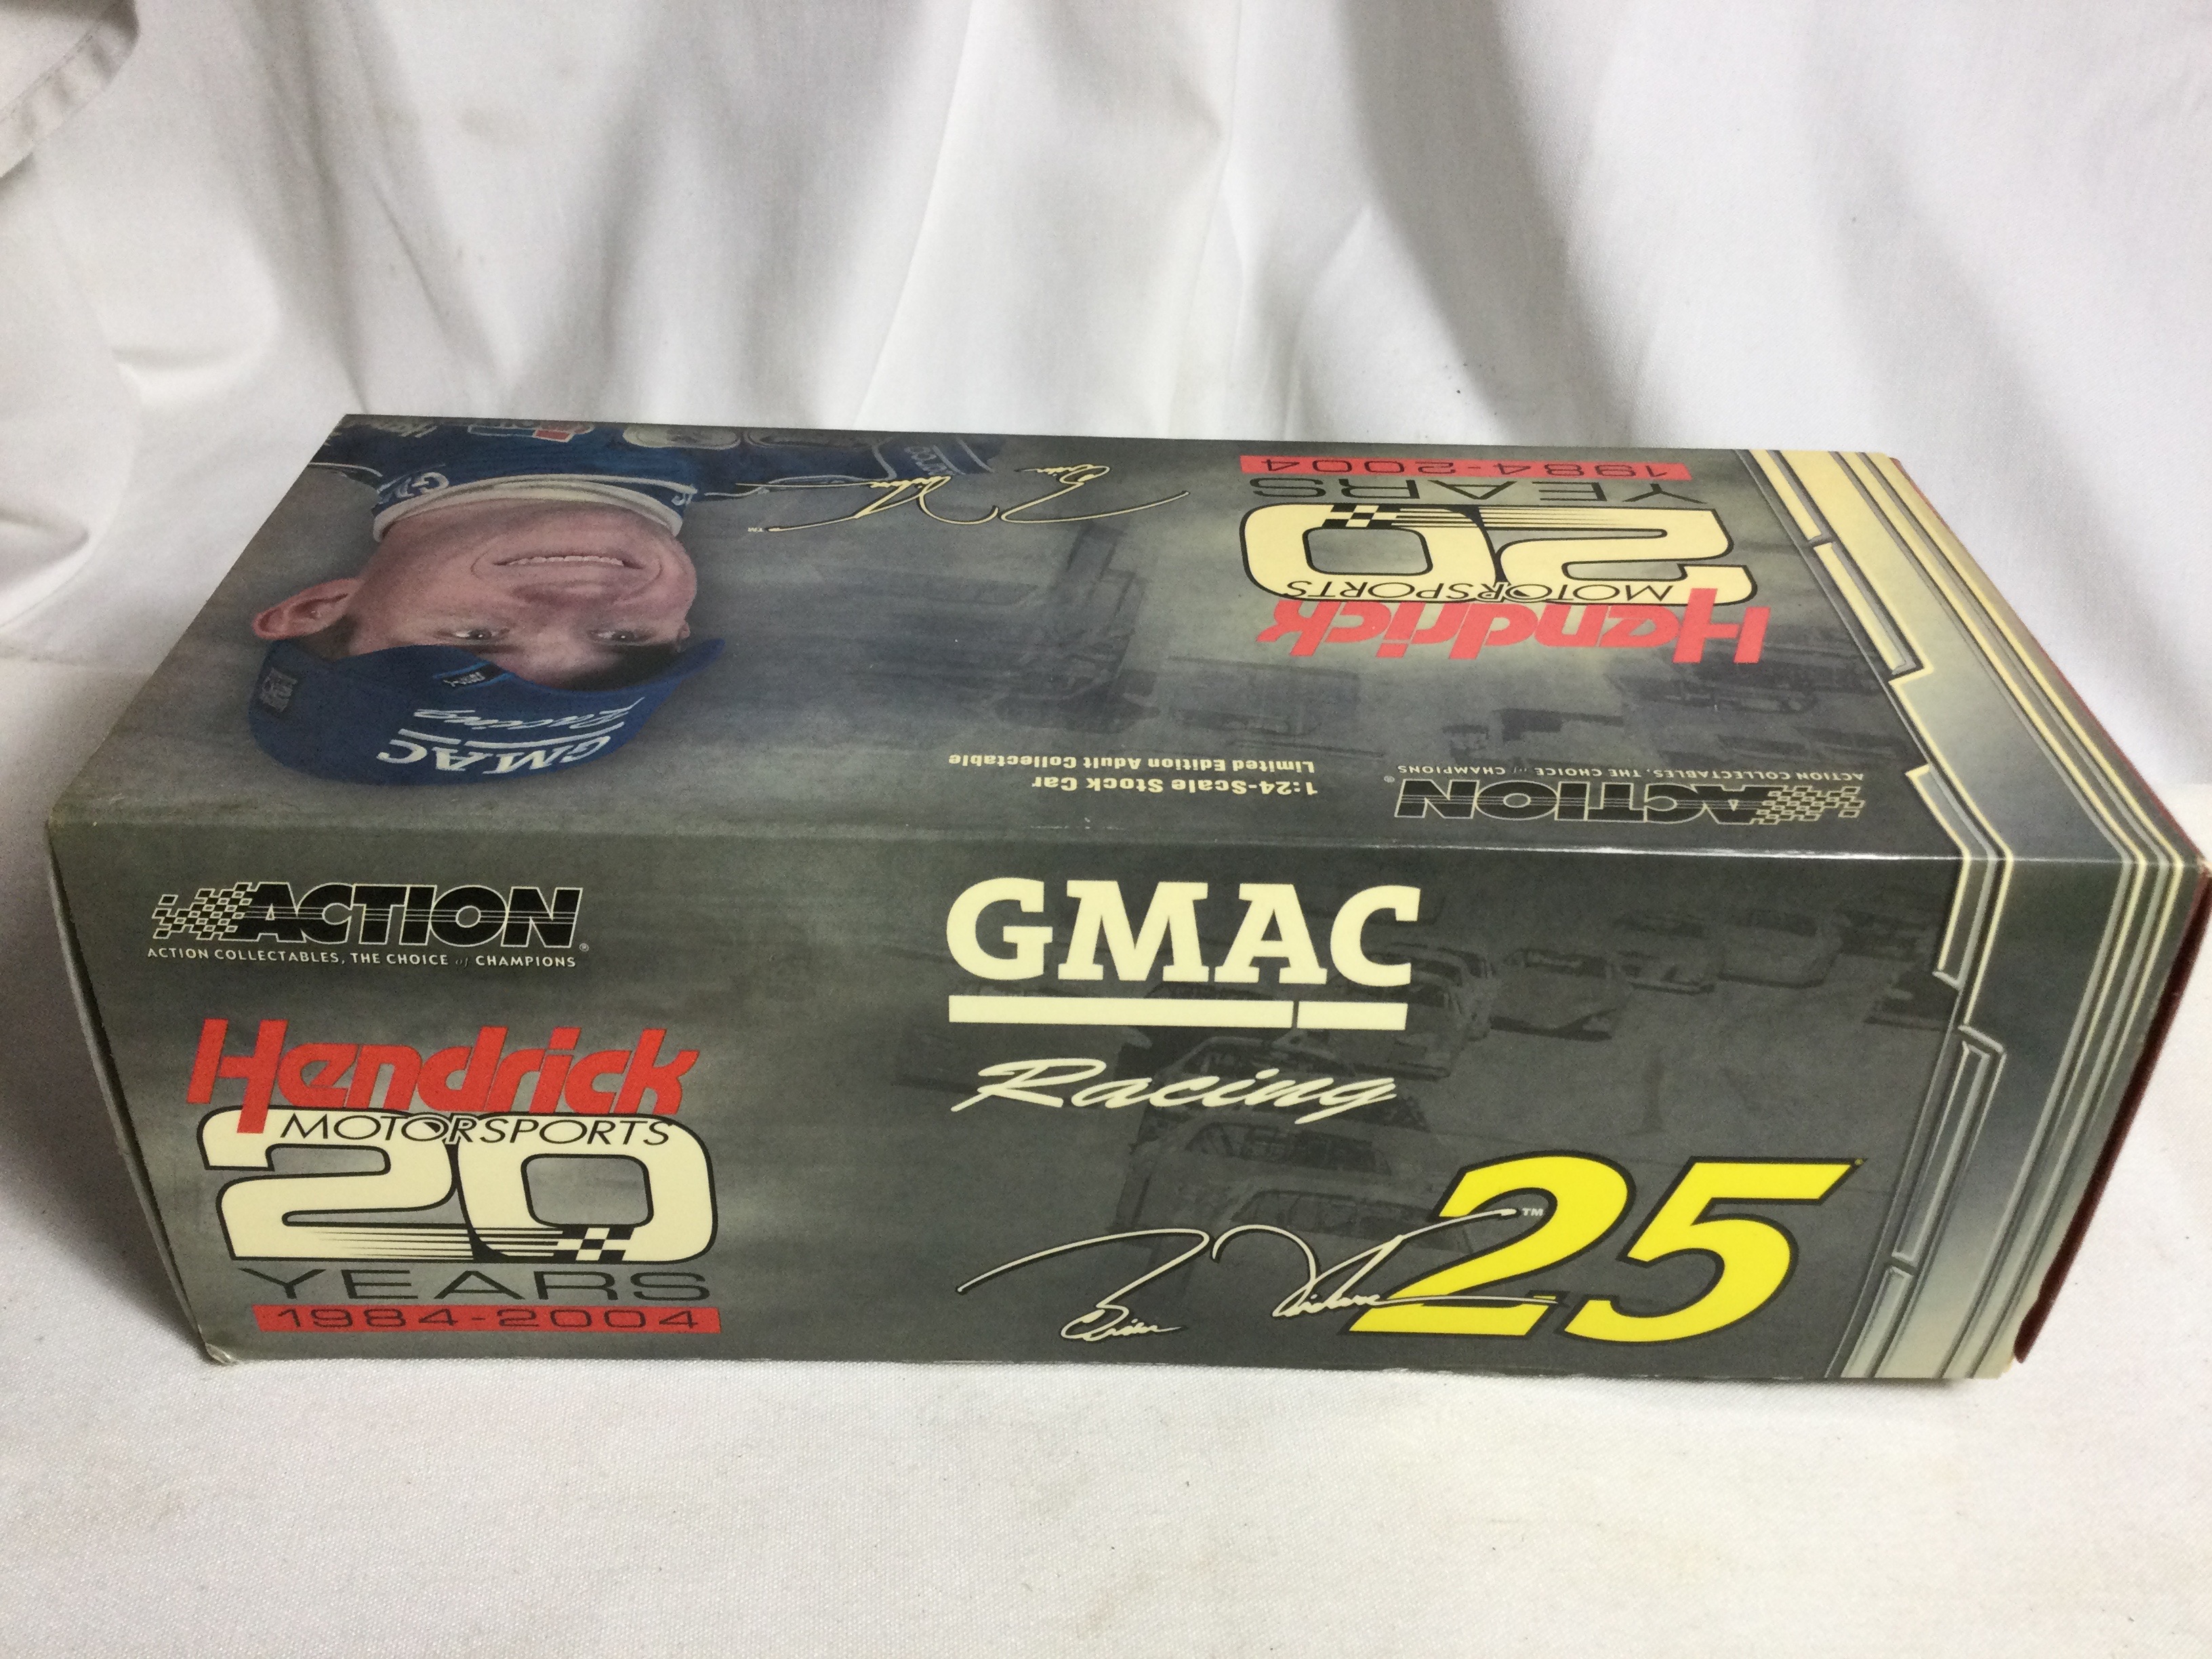 1984-2004
YEARS
20
MOTORSPORTS
Hendrick
GMAC
Racing
1:24-Scale Stock Car
Limited Edition Adult Collectable
ACTION
ACTION COLLECTABLES, THE CHOICE of CHAMPIONS
ACTION®
ACTION COLLECTABLES, THE CHOICE of CHAMPIONS
Hendrick
MOTORSPORTS
20
YEARS
1984-2004
GMAC
Racing
Brian Vickers™
25